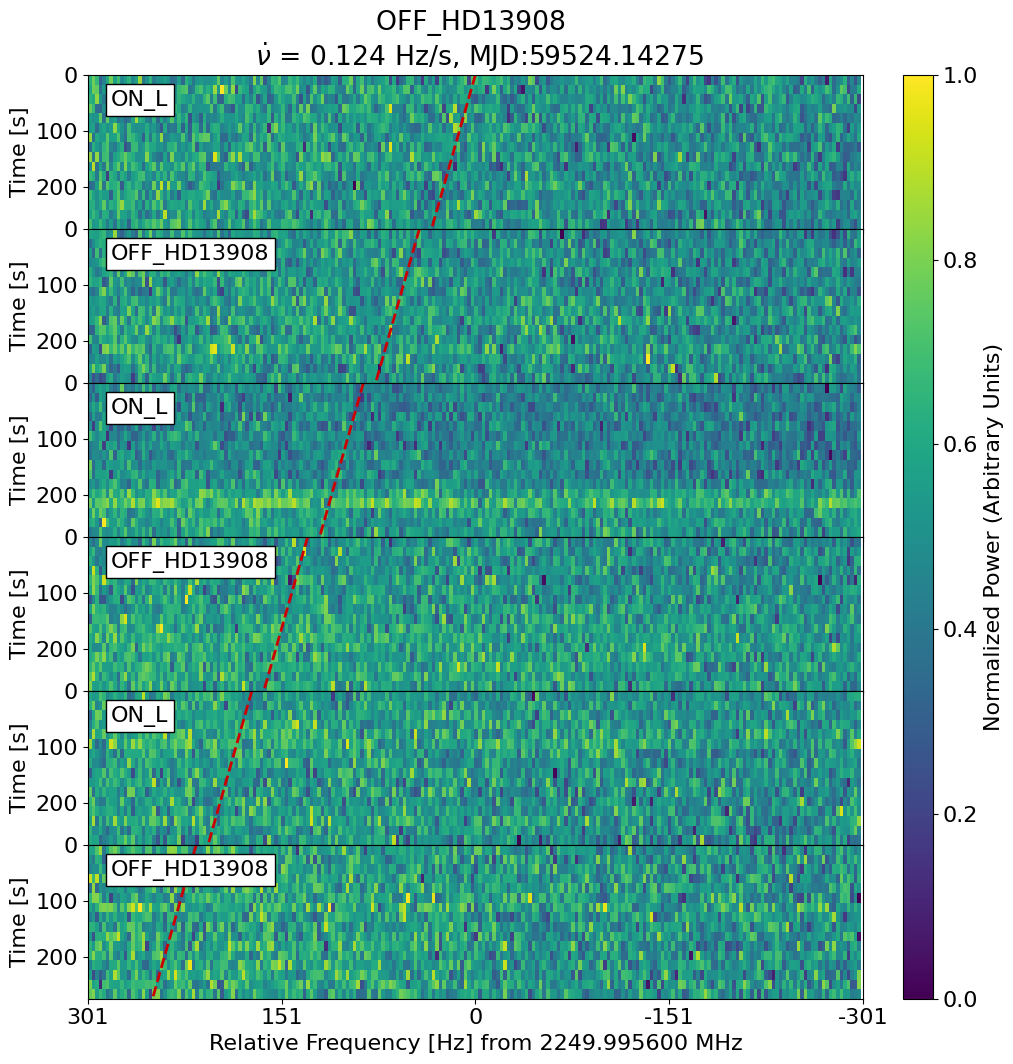 OFF_HD13908
ν̇ = 0.124 Hz/s, MJD:59524.14275
0
100
200
Time [s]
ON_L
0
100
200
Time [s]
OFF_HD13908
0
100
200
Time [s]
ON_L
0
100
200
Time [s]
OFF_HD13908
0
100
200
Time [s]
ON_L
0
100
200
Time [s]
OFF_HD13908
301 151 0 -151 -301
Relative Frequency [Hz] from 2249.995600 MHz
1.0
0.8
0.6
0.4
0.2
0.0
Normalized Power (Arbitrary Units)